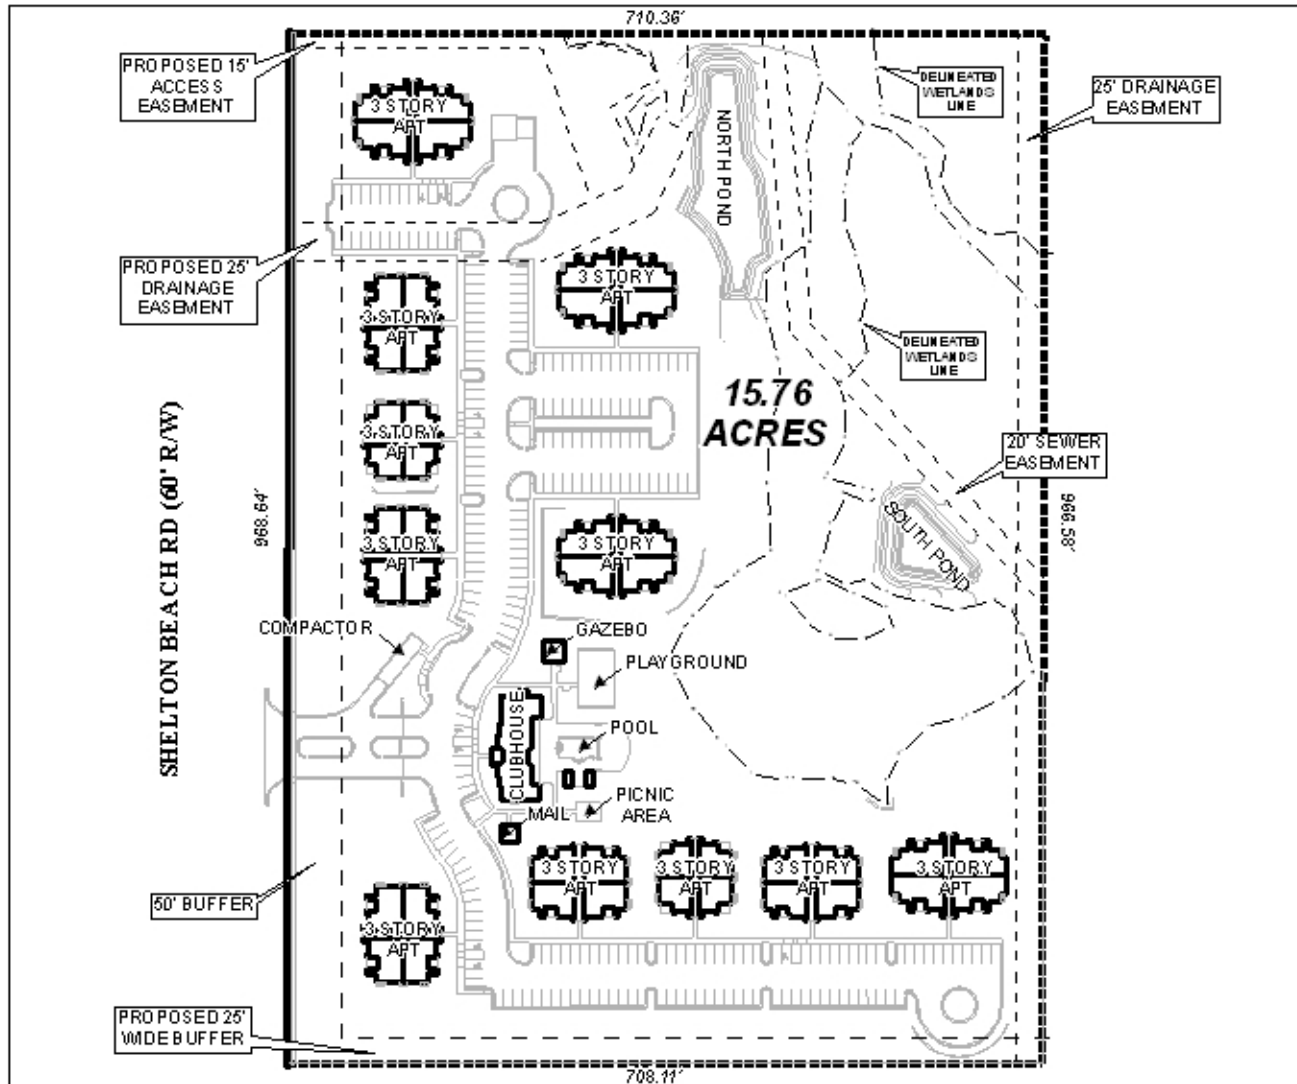 710.36'
PROPOSED 15'
ACCESS
EASEMENT
DELINEATED
WETLANDS
LINE
25' DRAINAGE
EASEMENT
3 STORY
APT
NORTH POND
PROPOSED 25'
DRAINAGE
EASEMENT
3 STORY
APT
3 STORY
APT
DELINEATED
WETLANDS
LINE
15.76
ACRES
3 STORY
APT
20' SEWER
EASEMENT
SHELTON BEACH RD (60' R/W)
968.64'
966.58'
SOUTH POND
3 STORY
APT
3 STORY
APT
COMPACTOR
GAZEBO
PLAYGROUND
CLUBHOUSE
POOL
PICNIC
AREA
MAIL
50' BUFFER
3 STORY
APT
3 STORY
APT
3 STORY
APT
3 STORY
APT
3 STORY
APT
PROPOSED 25'
WIDE BUFFER
708.11'